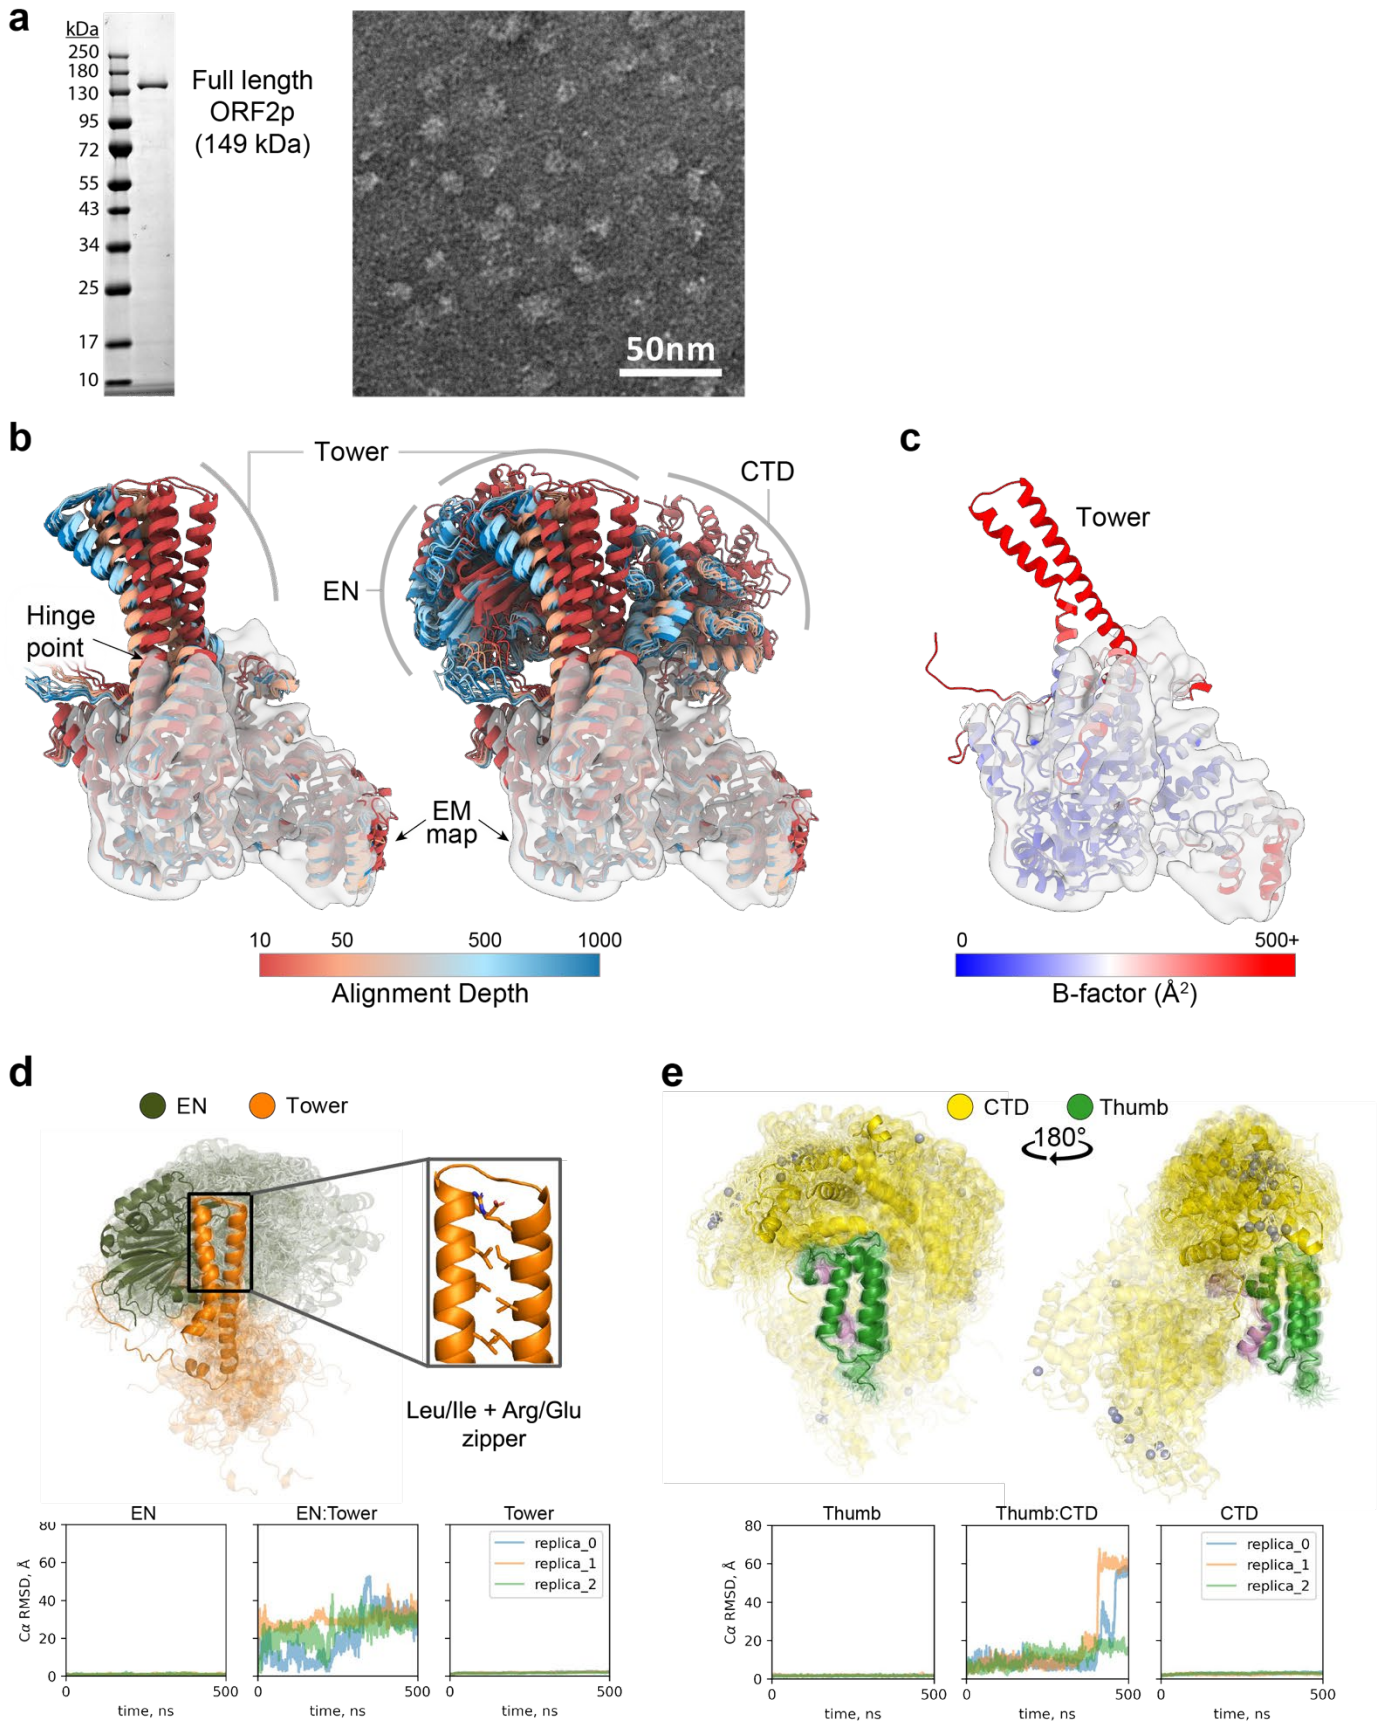 a
kDa
250
180
130
95
72
55
43
34
25
17
10
Full length
ORF2p
(149 kDa)
50nm
b
Tower
CTD
EN
Hinge
point
EM
map
10 50 500 1000
Alignment Depth
c
Tower
0 500+
B-factor (Å²)
d
EN Tower
Leu/Ile + Arg/Glu
zipper
EN EN:Tower Tower
80
60
40
20
0
Cα RMSD, Å
replica_0
replica_1
replica_2
0 500 0 500 0 500
time, ns time, ns time, ns
e
CTD Thumb
180°
Thumb Thumb:CTD CTD
80
60
40
20
0
Cα RMSD, Å
replica_0
replica_1
replica_2
0 500 0 500 0 500
time, ns time, ns time, ns